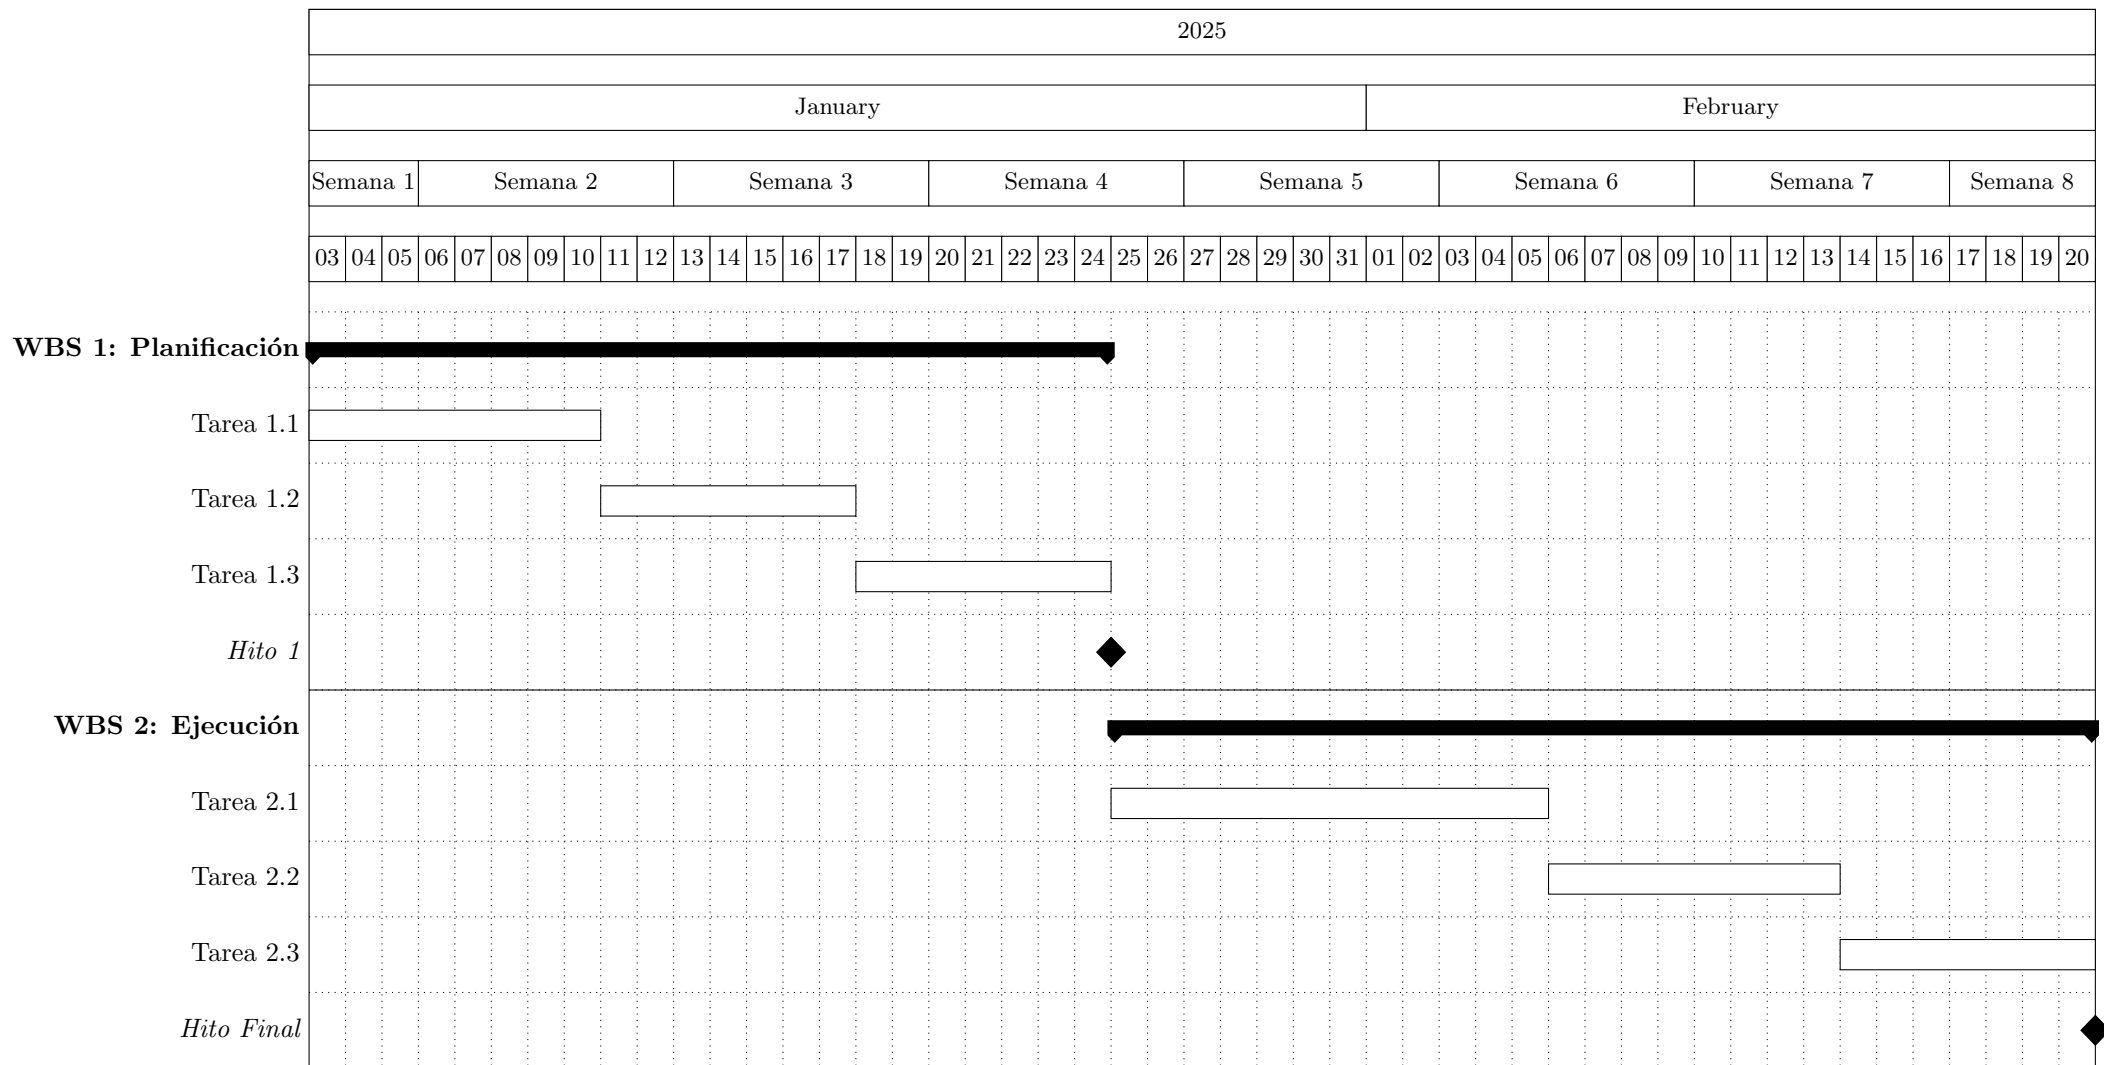 2025
January February
Semana 1 Semana 2 Semana 3 Semana 4 Semana 5 Semana 6 Semana 7 Semana 8
03 04 05 06 07 08 09 10 11 12 13 14 15 16 17 18 19 20 21 22 23 24 25 26 27 28 29 30 31 01 02 03 04 05 06 07 08 09 10 11 12 13 14 15 16 17 18 19 20
WBS 1: Planificación
Tarea 1.1
Tarea 1.2
Tarea 1.3
Hito 1
WBS 2: Ejecución
Tarea 2.1
Tarea 2.2
Tarea 2.3
Hito Final